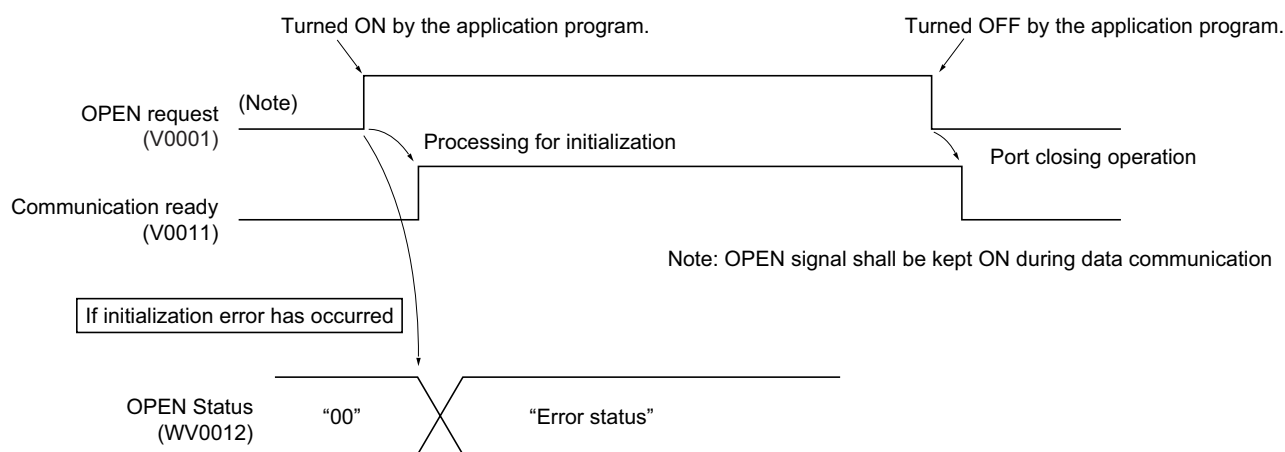 Turned ON by the application program.
Turned OFF by the application program.
(Note)
OPEN request
(V0001)
Processing for initialization
Port closing operation
Communication ready
(V0011)
Note: OPEN signal shall be kept ON during data communication
If initialization error has occurred
OPEN Status
(WV0012)
“00”
“Error status”